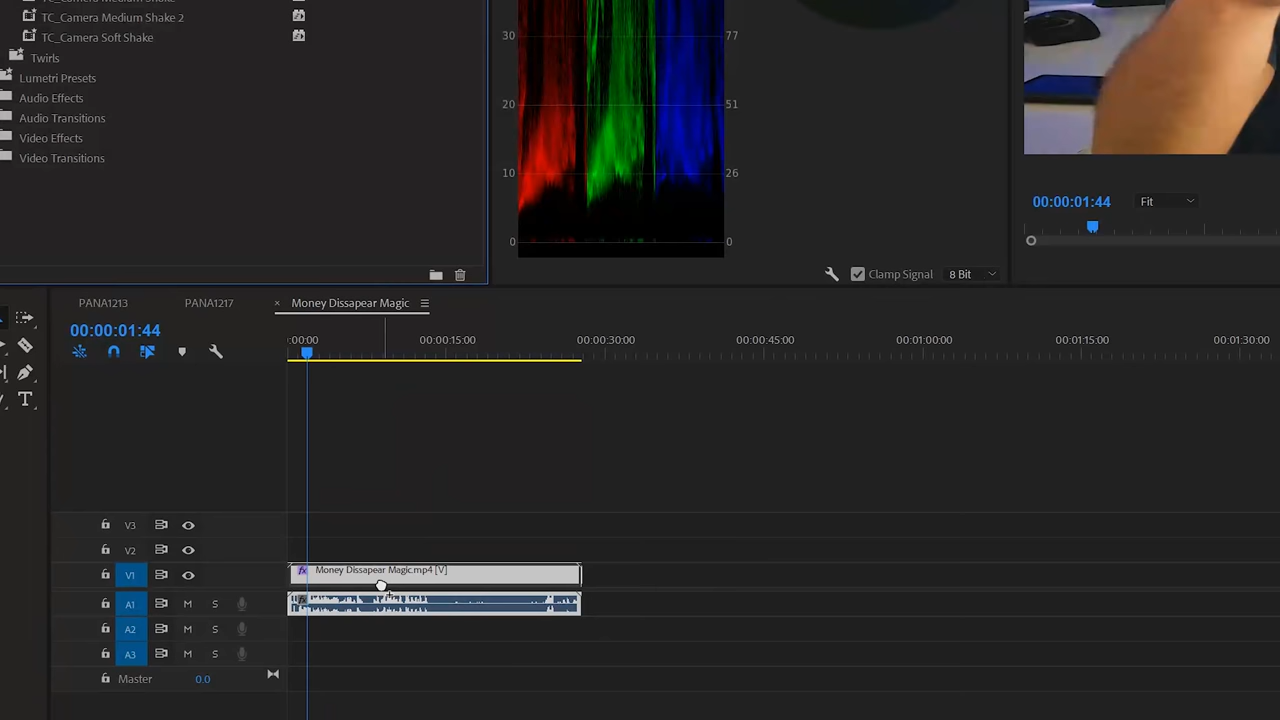 TC_Camera Medium Shake
TC_Camera Medium Shake 2
TC_Camera Soft Shake
Twirls
Lumetri Presets
Audio Effects
Audio Transitions
Video Effects
Video Transitions
30
77
20
51
10
26
0
0
Clamp Signal
8 Bit
00:00:01:44
Fit
PANA1213
PANA1217
× Money Dissapear Magic
00:00:01:44
:00:00
00:00:15:00
00:00:30:00
00:00:45:00
00:01:00:00
00:01:15:00
00:01:30:00
V3
V2
V1
fx Money Dissapear Magic.mp4 [V]
A1 M S
fx
A2 M S
A3 M S
Master 0.0